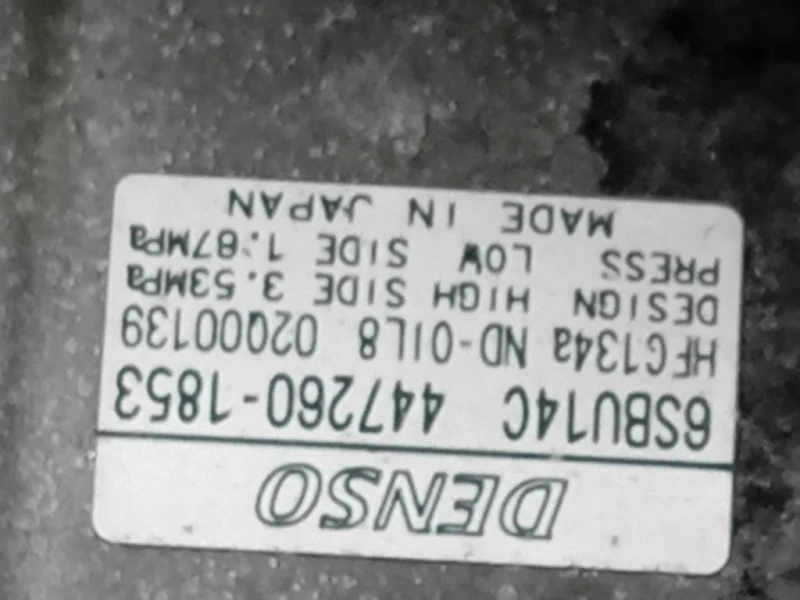 DENSO
6SBU14C 447260-1853
HFC134a ND-OIL8 02Q00139
DESIGN HIGH SIDE 3.53MPa
PRESS LOW SIDE 1.87MPa
MADE IN JAPAN